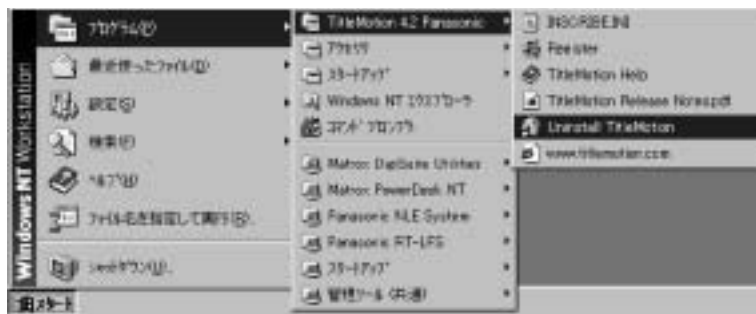 Windows NT Workstation
プログラム(P)
最近使ったファイル(D)
設定(S)
検索(F)
ヘルプ(H)
ファイル名を指定して実行(R)...
シャットダウン(U)...
スタート
TitleMotion 4.2 Panasonic
アクセサリ
スタートアップ
Windows NT エクスプローラ
コマンド プロンプト
Matrox DigiSuite Utilities
Matrox PowerDesk NT
Panasonic NLE System
Panasonic RT-LFS
スタートアップ
管理ツール (共通)
INSCRIBE.INI
Register
TitleMotion Help
TitleMotion Release Notes.pdf
Uninstall TitleMotion
www.titlemotion.com